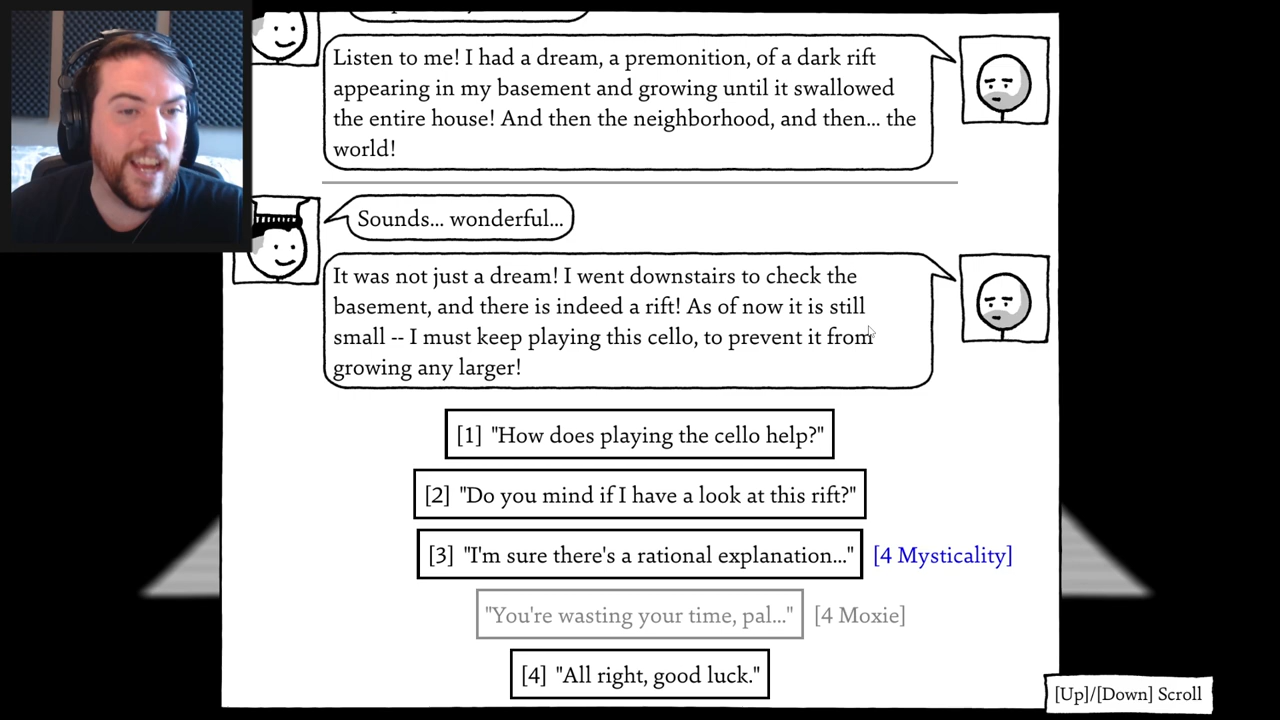 Listen to me! I had a dream, a premonition, of a dark rift
appearing in my basement and growing until it swallowed
the entire house! And then the neighborhood, and then... the
world!
Sounds... wonderful...
It was not just a dream! I went downstairs to check the
basement, and there is indeed a rift! As of now it is still
small -- I must keep playing this cello, to prevent it from
growing any larger!
[1] "How does playing the cello help?"
[2] "Do you mind if I have a look at this rift?"
[3] "I'm sure there's a rational explanation..." [4 Mysticality]
"You're wasting your time, pal..." [4 Moxie]
[4] "All right, good luck."
[Up]/[Down] Scroll